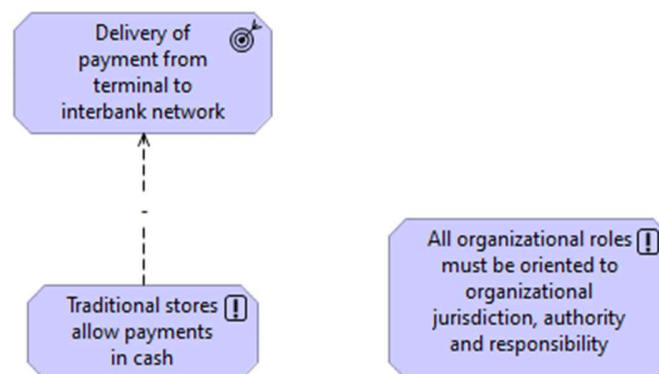 Delivery of
payment from
terminal to
interbank network
-
Traditional stores
allow payments
in cash
All organizational roles
must be oriented to
organizational
jurisdiction, authority
and responsibility